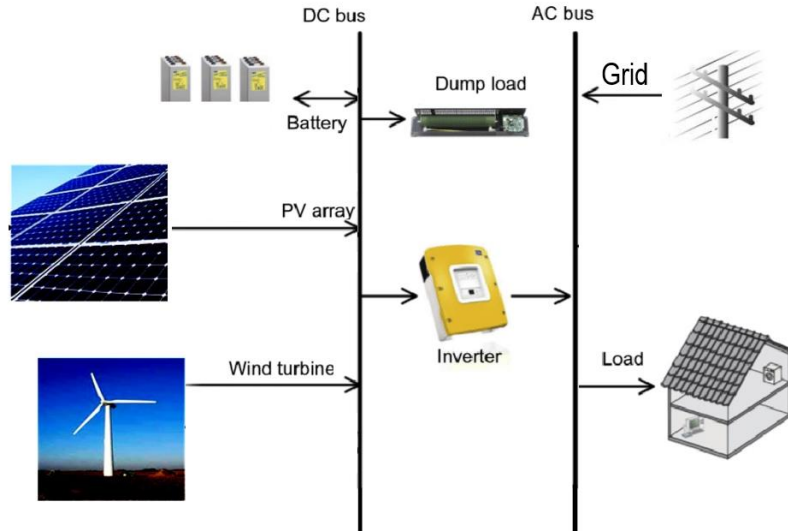 DC bus
AC bus
Dump load
Grid
Battery
PV array
Wind turbine
Inverter
Load